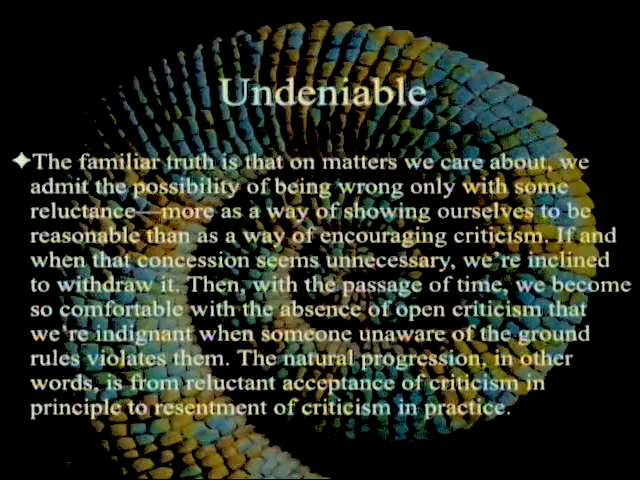 Undeniable
The familiar truth is that on matters we care about, we
admit the possibility of being wrong only with some
reluctance—more as a way of showing ourselves to be
reasonable than as a way of encouraging criticism. If and
when that concession seems unnecessary, we're inclined
to withdraw it. Then, with the passage of time, we become
so comfortable with the absence of open criticism that
we're indignant when someone unaware of the ground
rules violates them. The natural progression, in other
words, is from reluctant acceptance of criticism in
principle to resentment of criticism in practice.